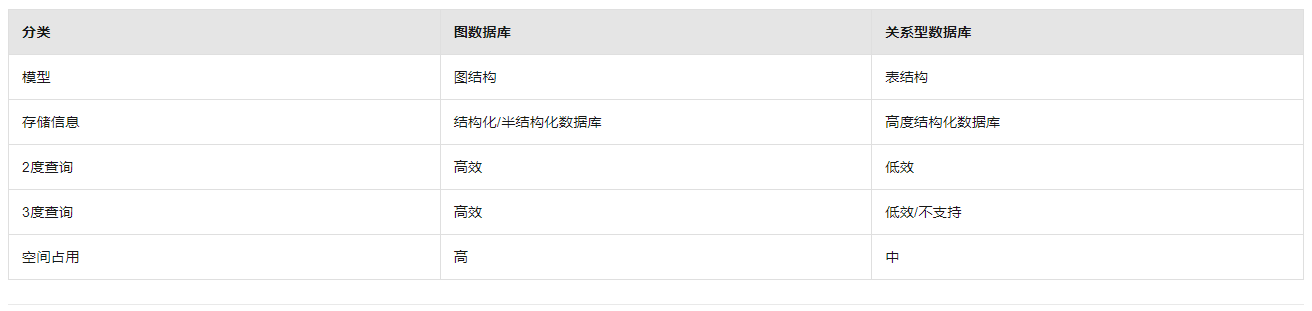 分类 图数据库 关系型数据库
模型 图结构 表结构
存储信息 结构化/半结构化数据库 高度结构化数据库
2度查询 高效 低效
3度查询 高效 低效/不支持
空间占用 高 中